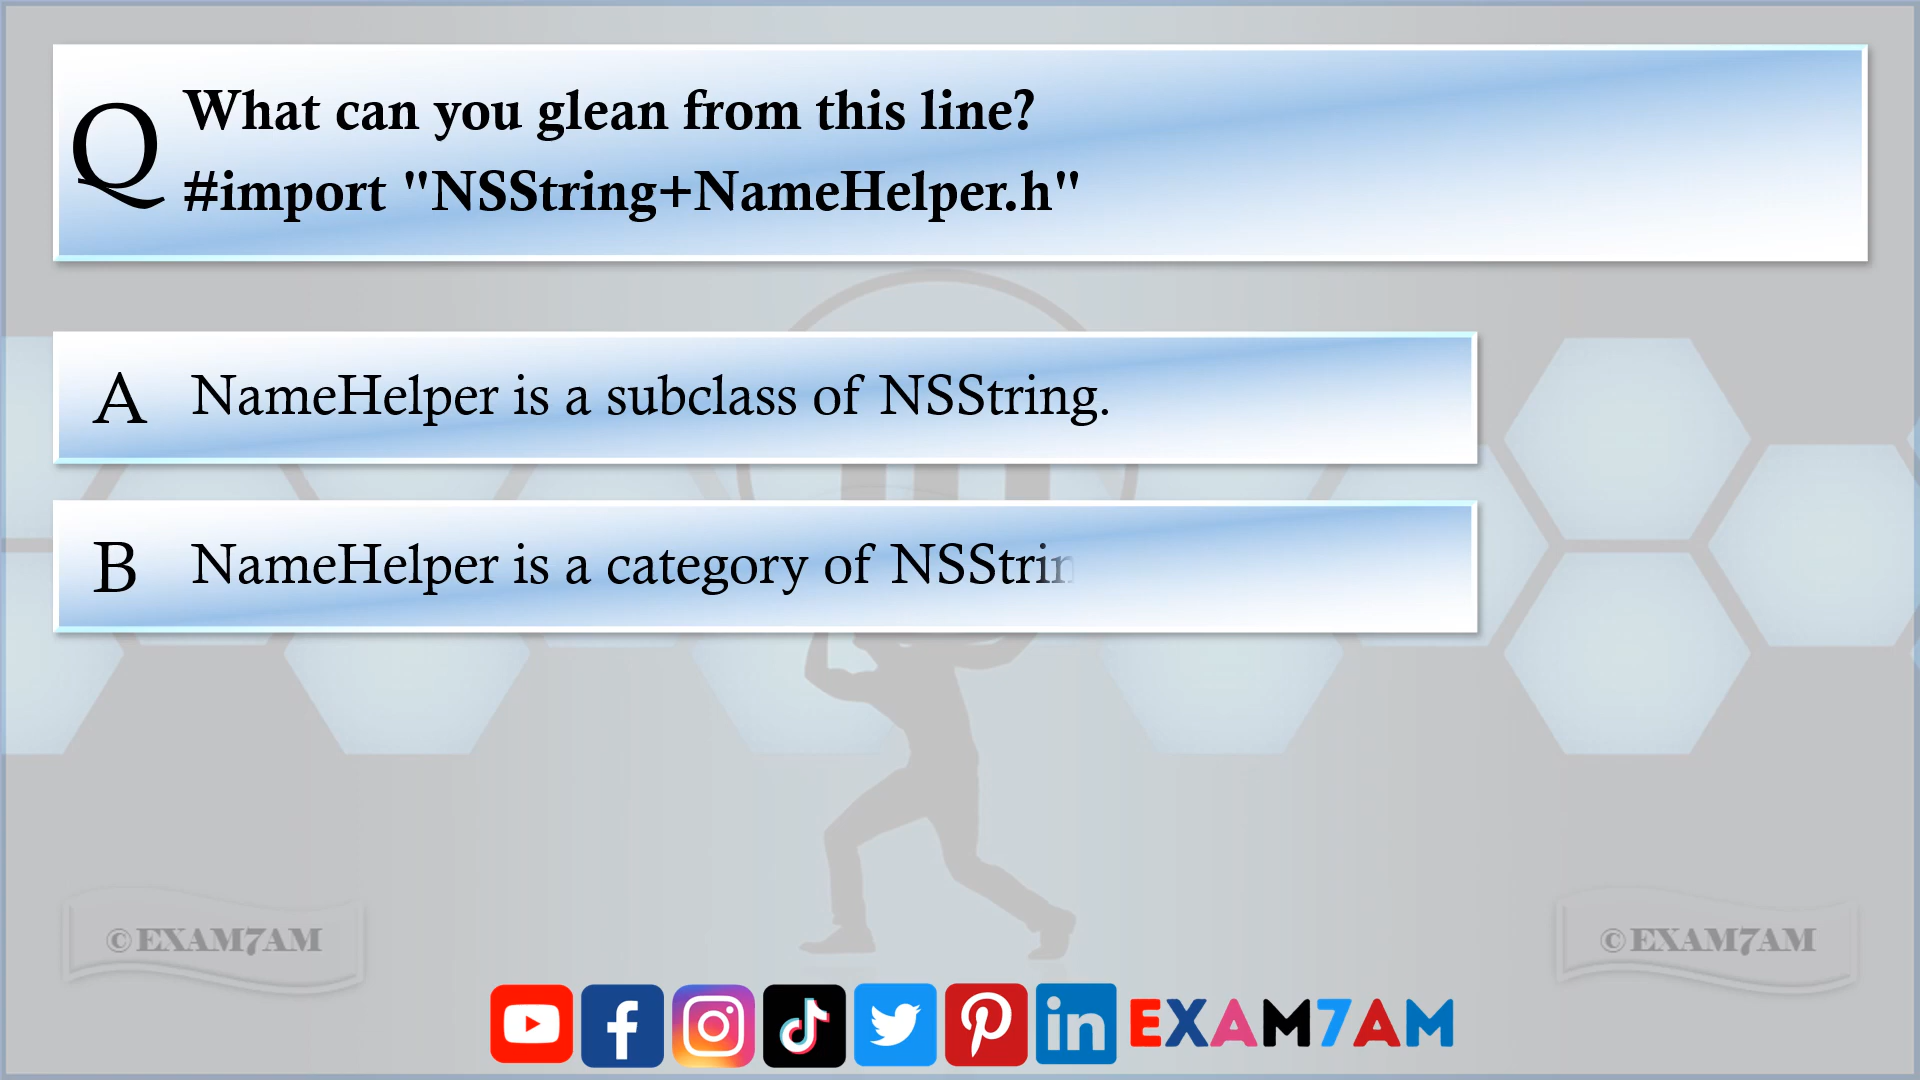 Q
What can you glean from this line?
#import "NSString+NameHelper.h"
A NameHelper is a subclass of NSString.
B NameHelper is a category of NSStrin
©EXAM7AM
©EXAM7AM
EXAM7AM